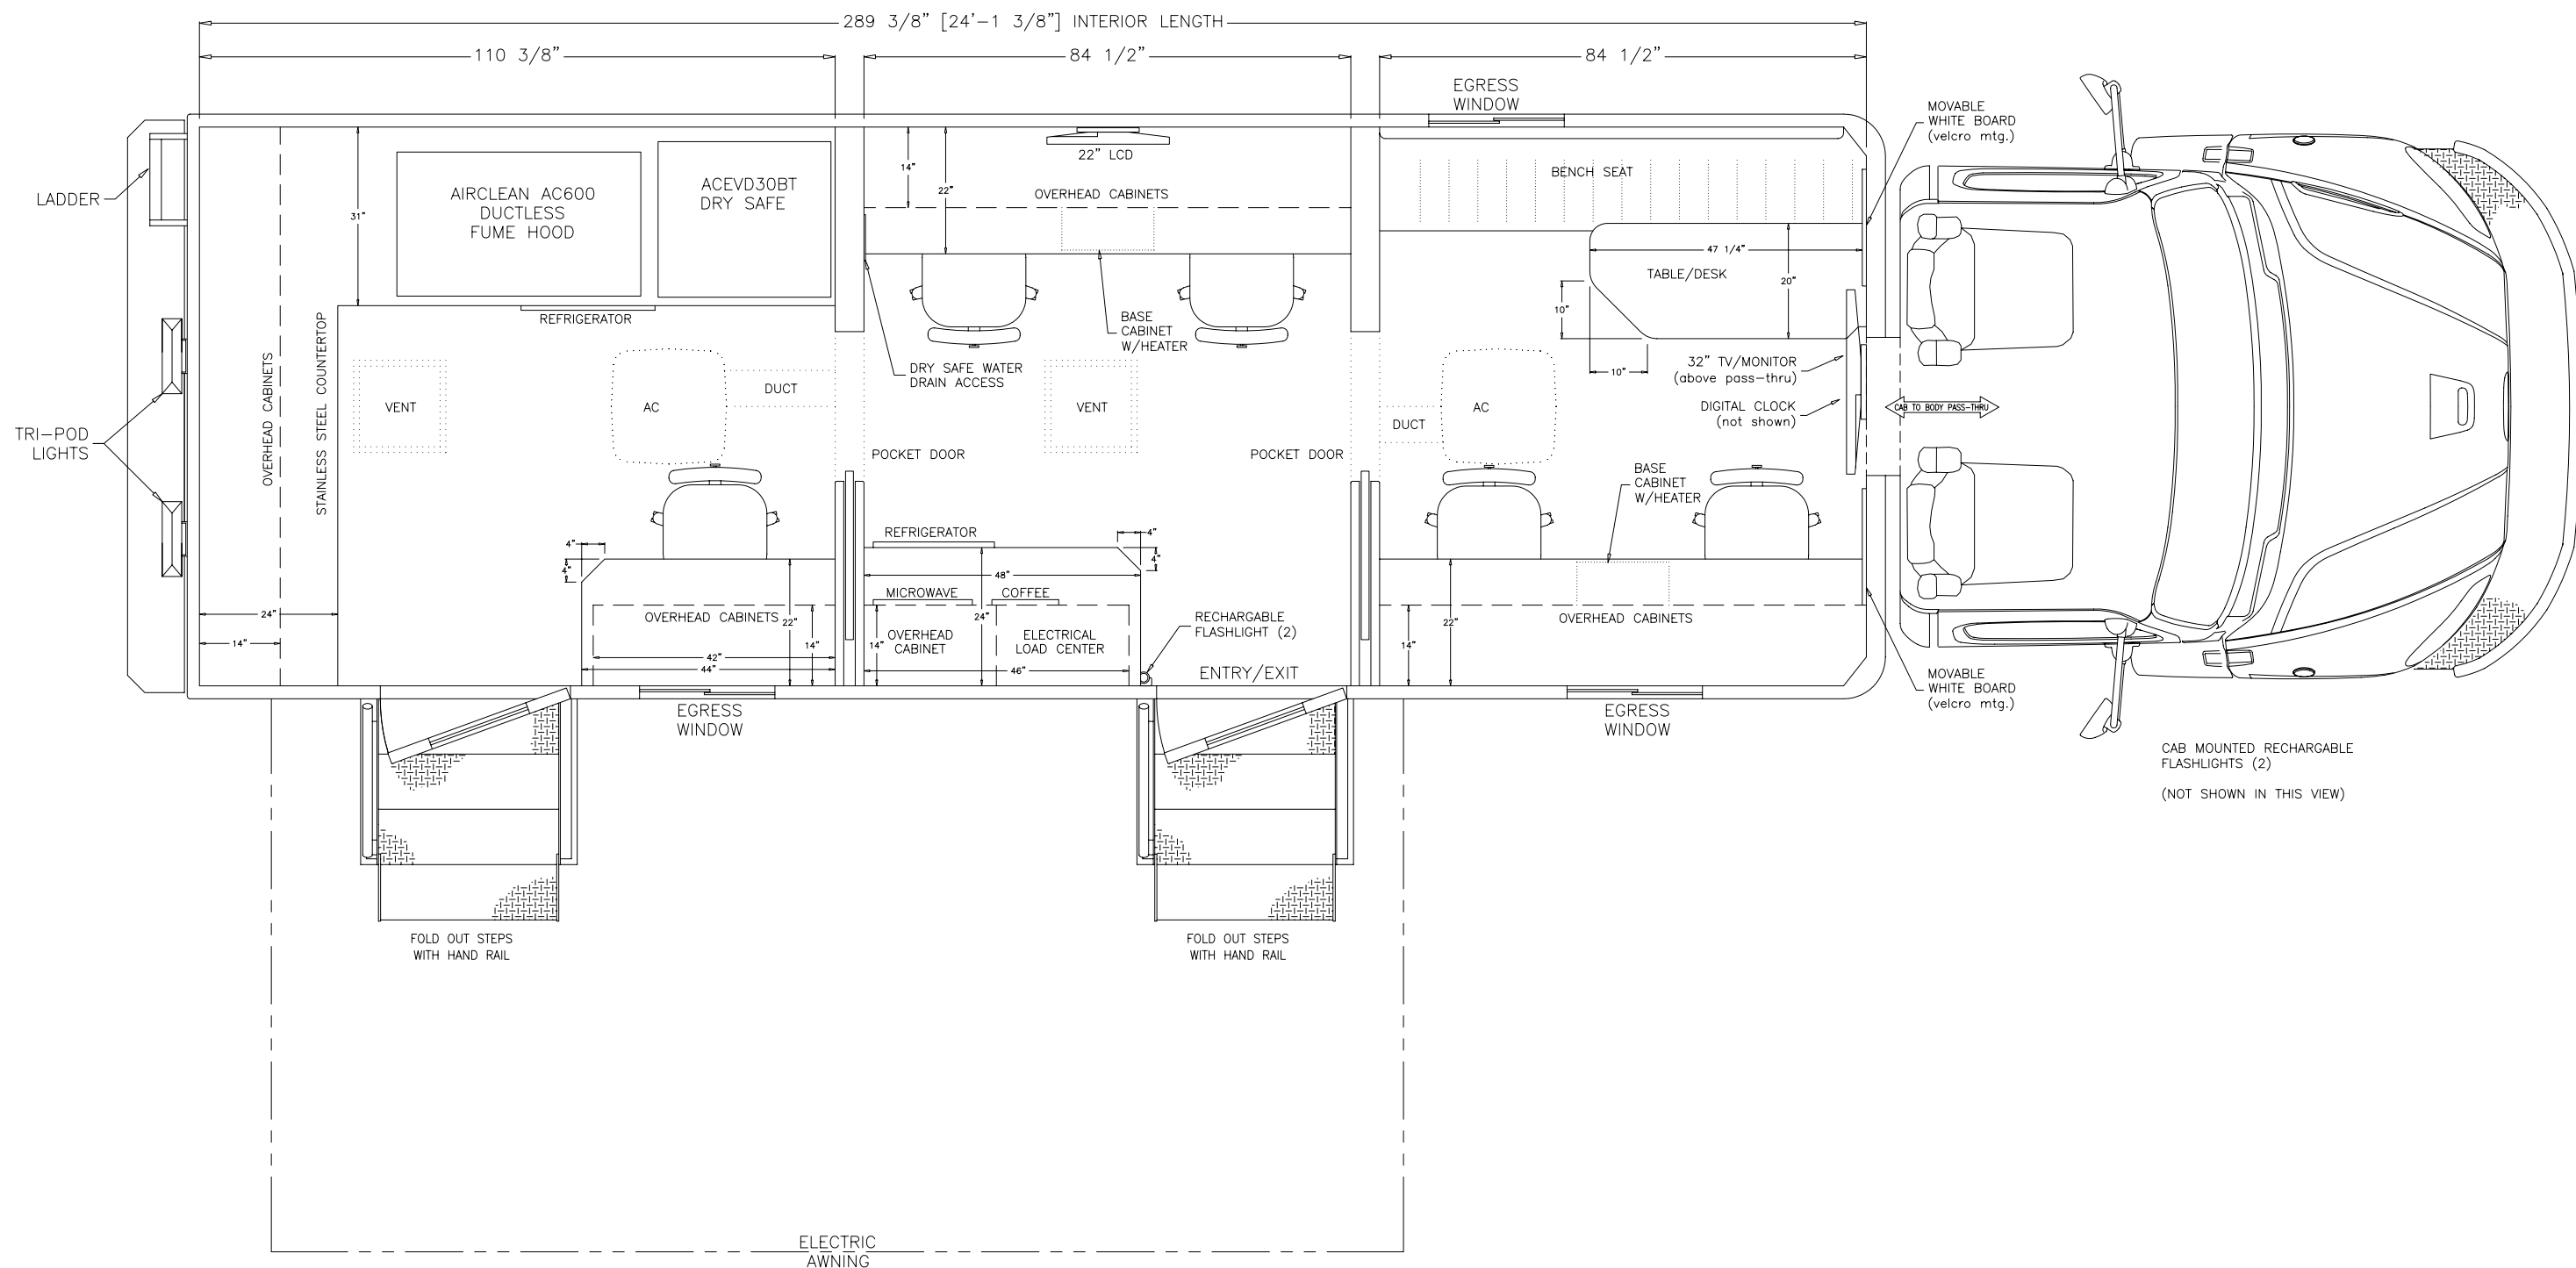 289 3/8" [24'-1 3/8"] INTERIOR LENGTH
110 3/8"
84 1/2"
84 1/2"
EGRESS
WINDOW
MOVABLE
WHITE BOARD
(velcro mtg.)
LADDER
AIRCLEAN AC600
DUCTLESS
FUME HOOD
ACEVD30BT
DRY SAFE
31"
14"
22"
22" LCD
OVERHEAD CABINETS
BENCH SEAT
47 1/4"
TABLE/DESK
20"
10"
10"
REFRIGERATOR
BASE
CABINET
W/HEATER
DRY SAFE WATER
DRAIN ACCESS
32" TV/MONITOR
(above pass-thru)
DIGITAL CLOCK
(not shown)
CAB TO BODY PASS-THRU
OVERHEAD CABINETS
STAINLESS STEEL COUNTERTOP
VENT
AC
DUCT
VENT
DUCT
AC
TRI-POD
LIGHTS
POCKET DOOR
POCKET DOOR
BASE
CABINET
W/HEATER
REFRIGERATOR
4"
4"
4"
4"
48"
MICROWAVE
COFFEE
24"
14"
OVERHEAD CABINETS
22"
14"
42"
44"
14"
OVERHEAD
CABINET
24"
ELECTRICAL
LOAD CENTER
46"
RECHARGABLE
FLASHLIGHT (2)
ENTRY/EXIT
14"
22"
OVERHEAD CABINETS
EGRESS
WINDOW
EGRESS
WINDOW
MOVABLE
WHITE BOARD
(velcro mtg.)
CAB MOUNTED RECHARGABLE
FLASHLIGHTS (2)
(NOT SHOWN IN THIS VIEW)
FOLD OUT STEPS
WITH HAND RAIL
FOLD OUT STEPS
WITH HAND RAIL
ELECTRIC
AWNING